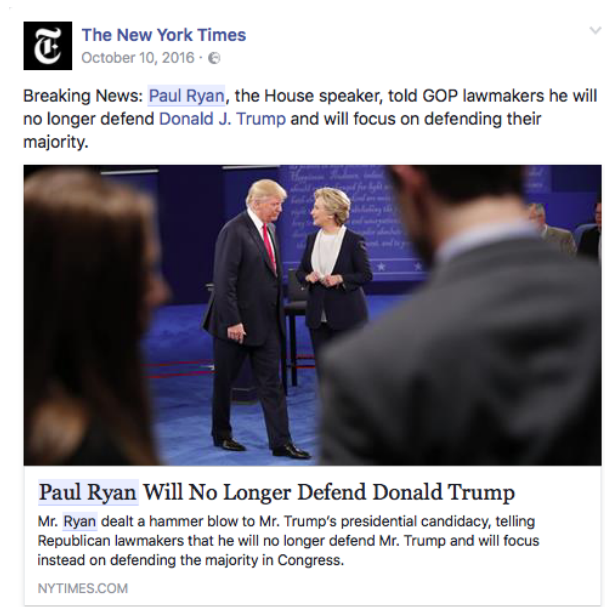 The New York Times
October 10, 2016 ·
Breaking News: Paul Ryan, the House speaker, told GOP lawmakers he will
no longer defend Donald J. Trump and will focus on defending their
majority.
Paul Ryan Will No Longer Defend Donald Trump
Mr. Ryan dealt a hammer blow to Mr. Trump's presidential candidacy, telling
Republican lawmakers that he will no longer defend Mr. Trump and will focus
instead on defending the majority in Congress.
NYTIMES.COM